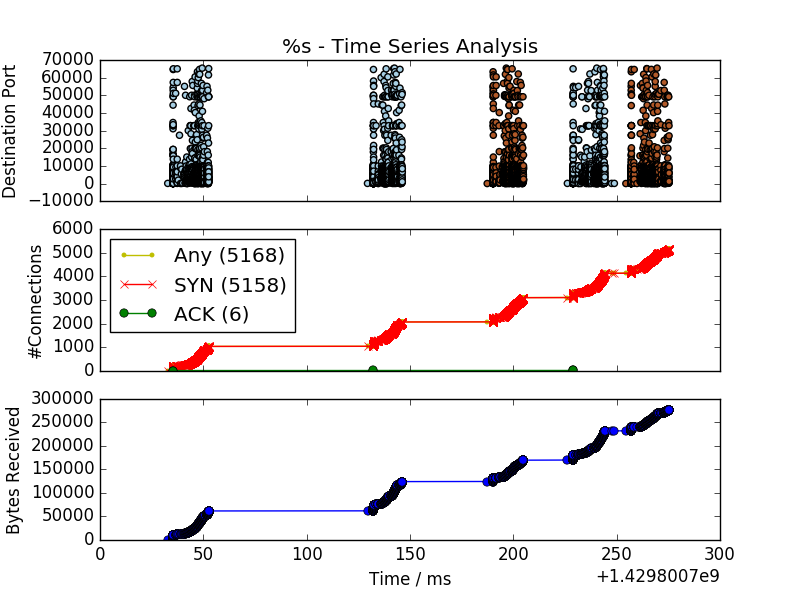 %s - Time Series Analysis
70000
60000
50000
40000
30000
20000
10000
0
−10000
Destination Port
6000
5000
4000
3000
2000
1000
0
#Connections
Any (5168)
SYN (5158)
ACK (6)
300000
250000
200000
150000
100000
50000
0
Bytes Received
0 50 100 150 200 250 300
Time / ms
+1.4298007e9